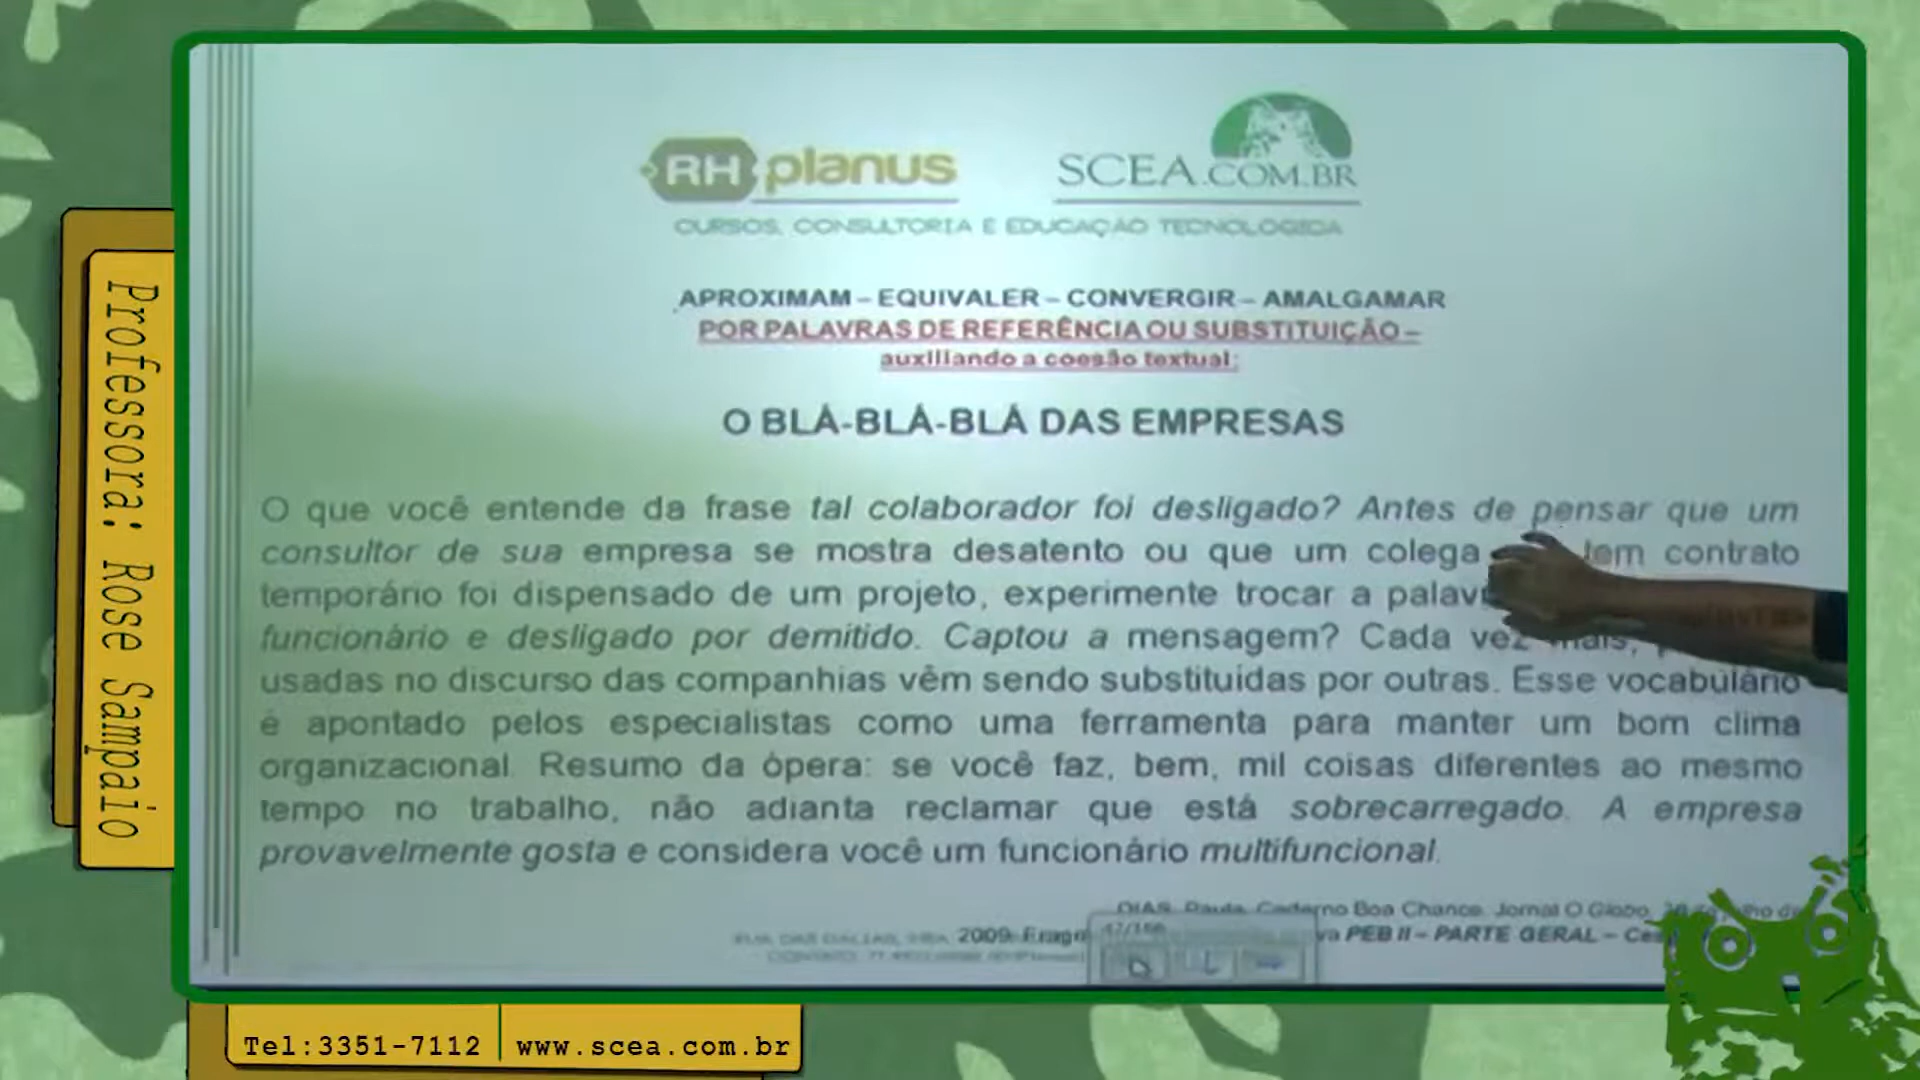 RH planus
SCEA.COM.BR
CURSOS, CONSULTORIA E EDUCAÇÃO TECNOLÓGICA
APROXIMAM – EQUIVALER – CONVERGIR – AMALGAMAR
POR PALAVRAS DE REFERÊNCIA OU SUBSTITUIÇÃO –
auxiliando a coesão textual:
O BLÁ-BLÁ-BLÁ DAS EMPRESAS
O que você entende da frase tal colaborador foi desligado? Antes de pensar que um
consultor de sua empresa se mostra desatento ou que um colega contrato
temporário foi dispensado de um projeto, experimente trocar a
funcionário e desligado por demitido. Captou a mensagem? Cada vez mais,
usadas no discurso das companhias vêm sendo substituídas por outras. Esse vocabulário
é apontado pelos especialistas como uma ferramenta para manter um bom clima
organizacional. Resumo da ópera: se você faz, bem, mil coisas diferentes ao mesmo
tempo no trabalho, não adianta reclamar que está sobrecarregado. A empresa
provavelmente gosta e considera você um funcionário multifuncional.
DIAS, Paula. Caderno Boa Chance. Jornal O Globo,
2009. PEB II – PARTE GERAL –
Professora: Rose Sampaio
Tel:3351-7112 www.scea.com.br